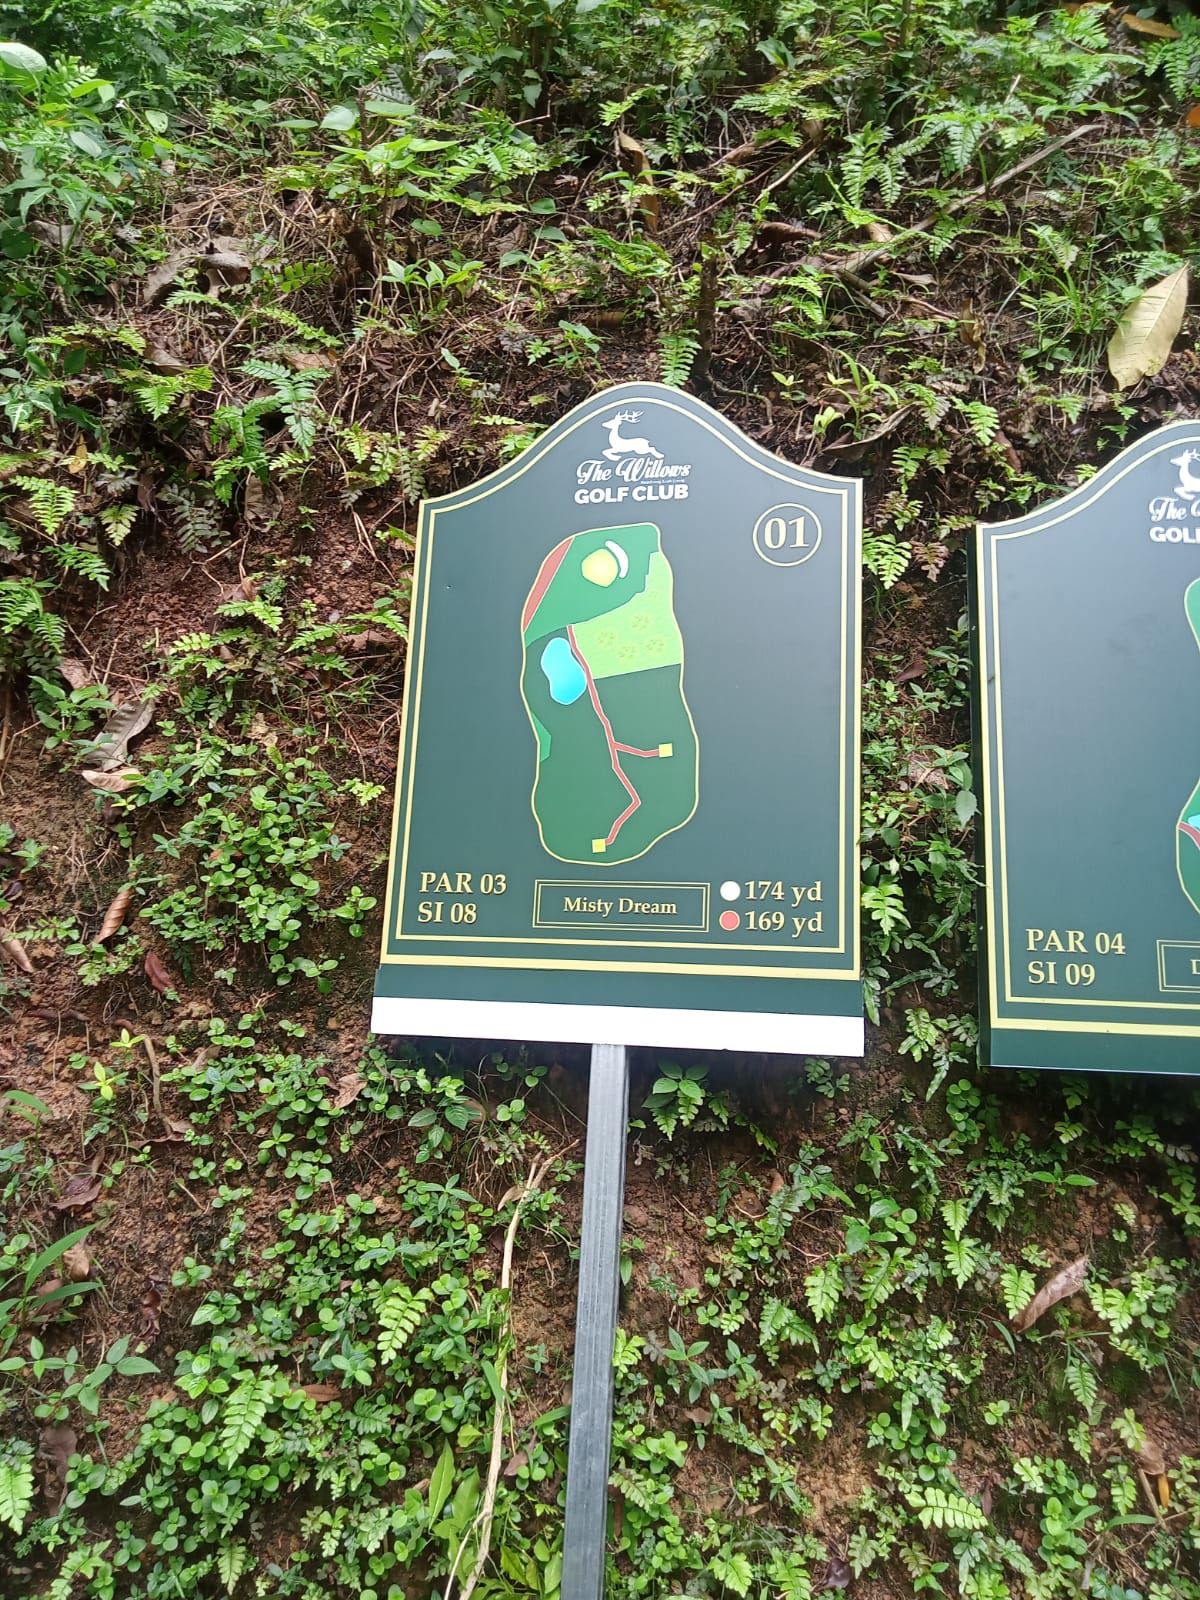 The Willows
GOLF CLUB
01
PAR 03
SI 08
Misty Dream
174 yd
169 yd
The
GOL
PAR 04
SI 09